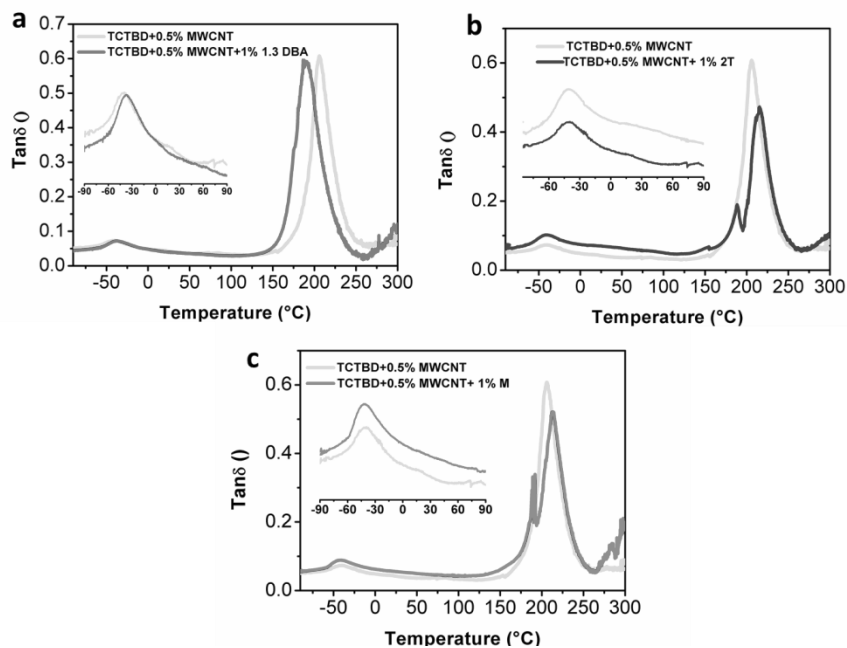 a
TCTBD+0.5% MWCNT
TCTBD+0.5% MWCNT+1% 1.3 DBA
0.7
0.6
0.5
0.4
0.3
0.2
0.1
0.0
Tanδ ()
-90 -60 -30 0 30 60 90
-50 0 50 100 150 200 250 300
Temperature (°C)
b
TCTBD+0.5% MWCNT
TCTBD+0.5% MWCNT+ 1% 2T
0.6
0.4
0.2
0.0
Tanδ ()
-60 -30 0 30 60 90
-50 0 50 100 150 200 250 300
Temperature (°C)
c
TCTBD+0.5% MWCNT
TCTBD+0.5% MWCNT+ 1% M
0.6
0.4
0.2
0.0
Tanδ ()
-90 -60 -30 0 30 60 90
-50 0 50 100 150 200 250 300
Temperature (°C)